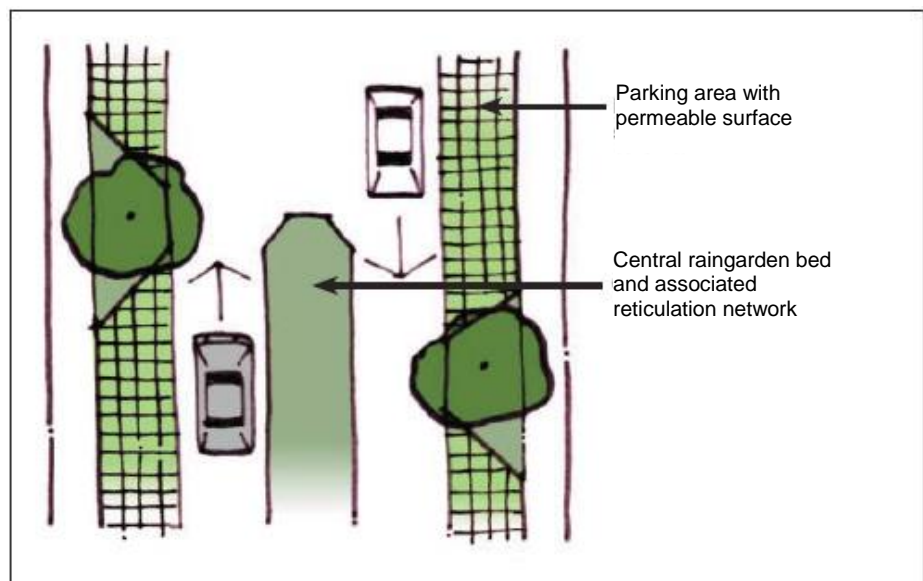 Parking area with
permeable surface
Central raingarden bed
and associated
reticulation network